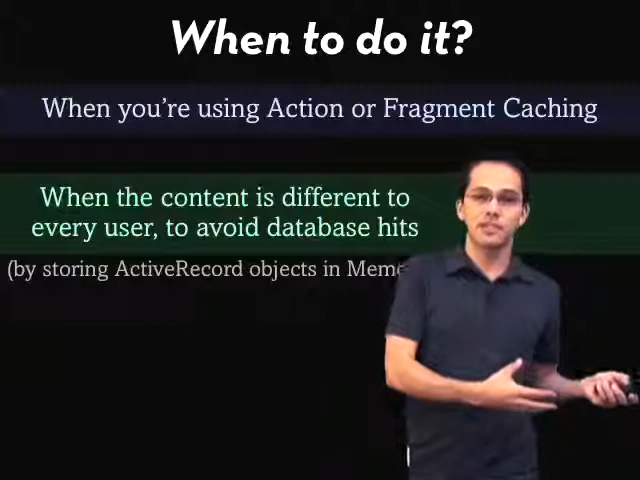 When to do it?
When you're using Action or Fragment Caching
When the content is different to
every user, to avoid database hits
(by storing ActiveRecord objects in